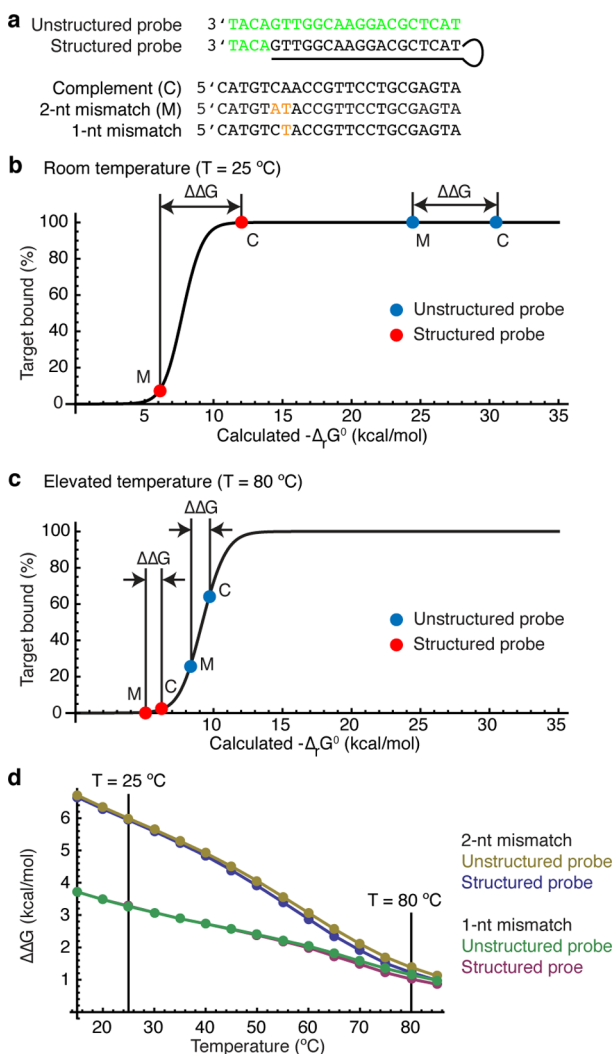 a
Unstructured probe 3‘TACAGTTGGCAAGGACGCTCAT
Structured probe 3‘TACAGTTGGCAAGGACGCTCAT
Complement (C) 5‘CATGTCAACCGTTCCTGCGAGTA
2-nt mismatch (M) 5‘CATGTATACCGTTCCTGCGAGTA
1-nt mismatch 5‘CATGTCTACCGTTCCTGCGAGTA
b Room temperature (T = 25 ºC)
ΔΔG ΔΔG
100
C M C
80
60
Unstructured probe
40
Structured probe
20
M
0
Target bound (%)
5 10 15 20 25 30 35
Calculated -ΔrG⁰ (kcal/mol)
c Elevated temperature (T = 80 ºC)
ΔΔG
100
ΔΔG
80
60
C
Unstructured probe
40
Structured probe
20
M
M C
0
Target bound (%)
5 10 15 20 25 30 35
Calculated -ΔrG⁰ (kcal/mol)
d
T = 25 ºC
6
5
4
3
2
1
ΔΔG (kcal/mol)
T = 80 ºC
20 30 40 50 60 70 80
Temperature (°C)
2-nt mismatch
Unstructured probe
Structured probe
1-nt mismatch
Unstructured probe
Structured proe